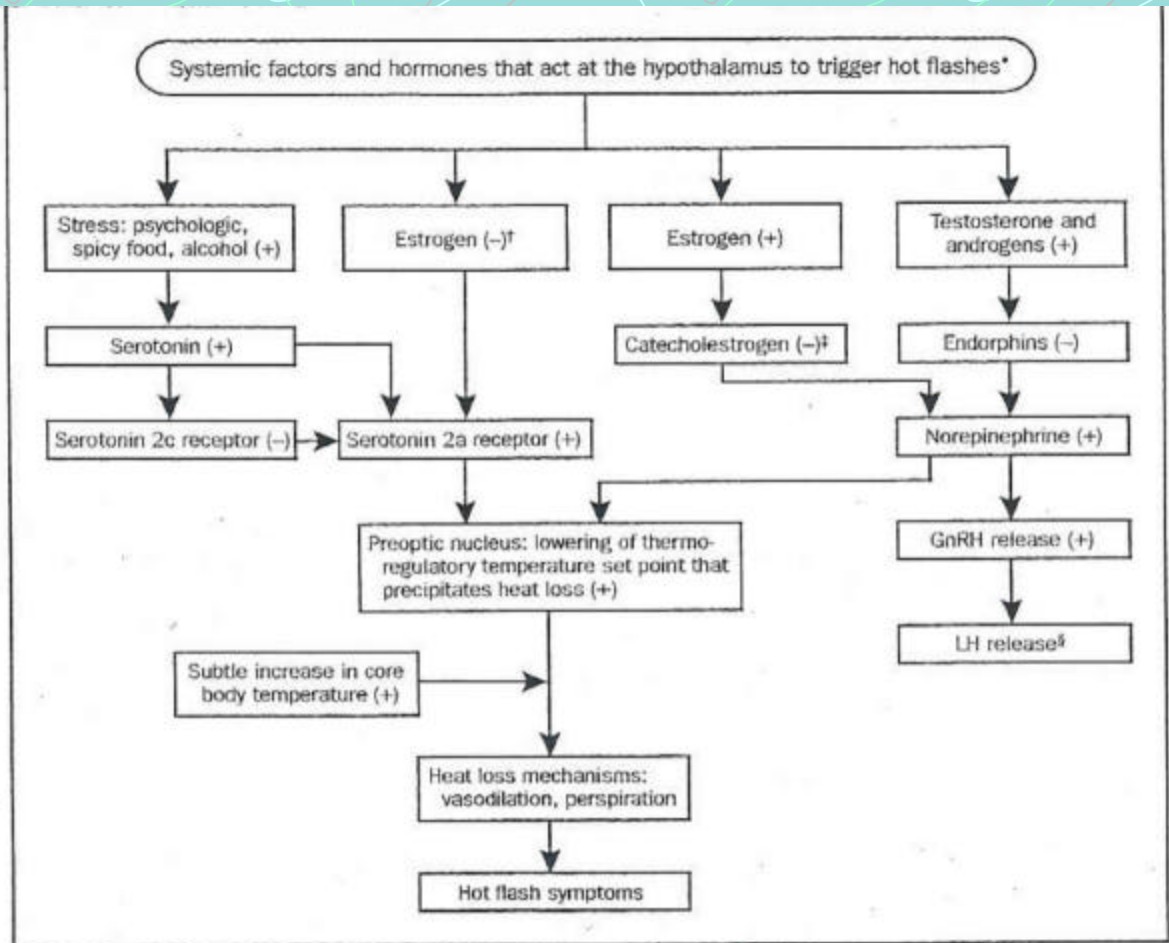 Systemic factors and hormones that act at the hypothalamus to trigger hot flashes*
Stress: psychologic,
spicy food, alcohol (+)
Estrogen (–)†
Estrogen (+)
Testosterone and
androgens (+)
Serotonin (+)
Catecholestrogen (–)‡
Endorphins (–)
Serotonin 2c receptor (–)
Serotonin 2a receptor (+)
Norepinephrine (+)
Preoptic nucleus: lowering of thermo-
regulatory temperature set point that
precipitates heat loss (+)
GnRH release (+)
LH release§
Subtle increase in core
body temperature (+)
Heat loss mechanisms:
vasodilation, perspiration
Hot flash symptoms